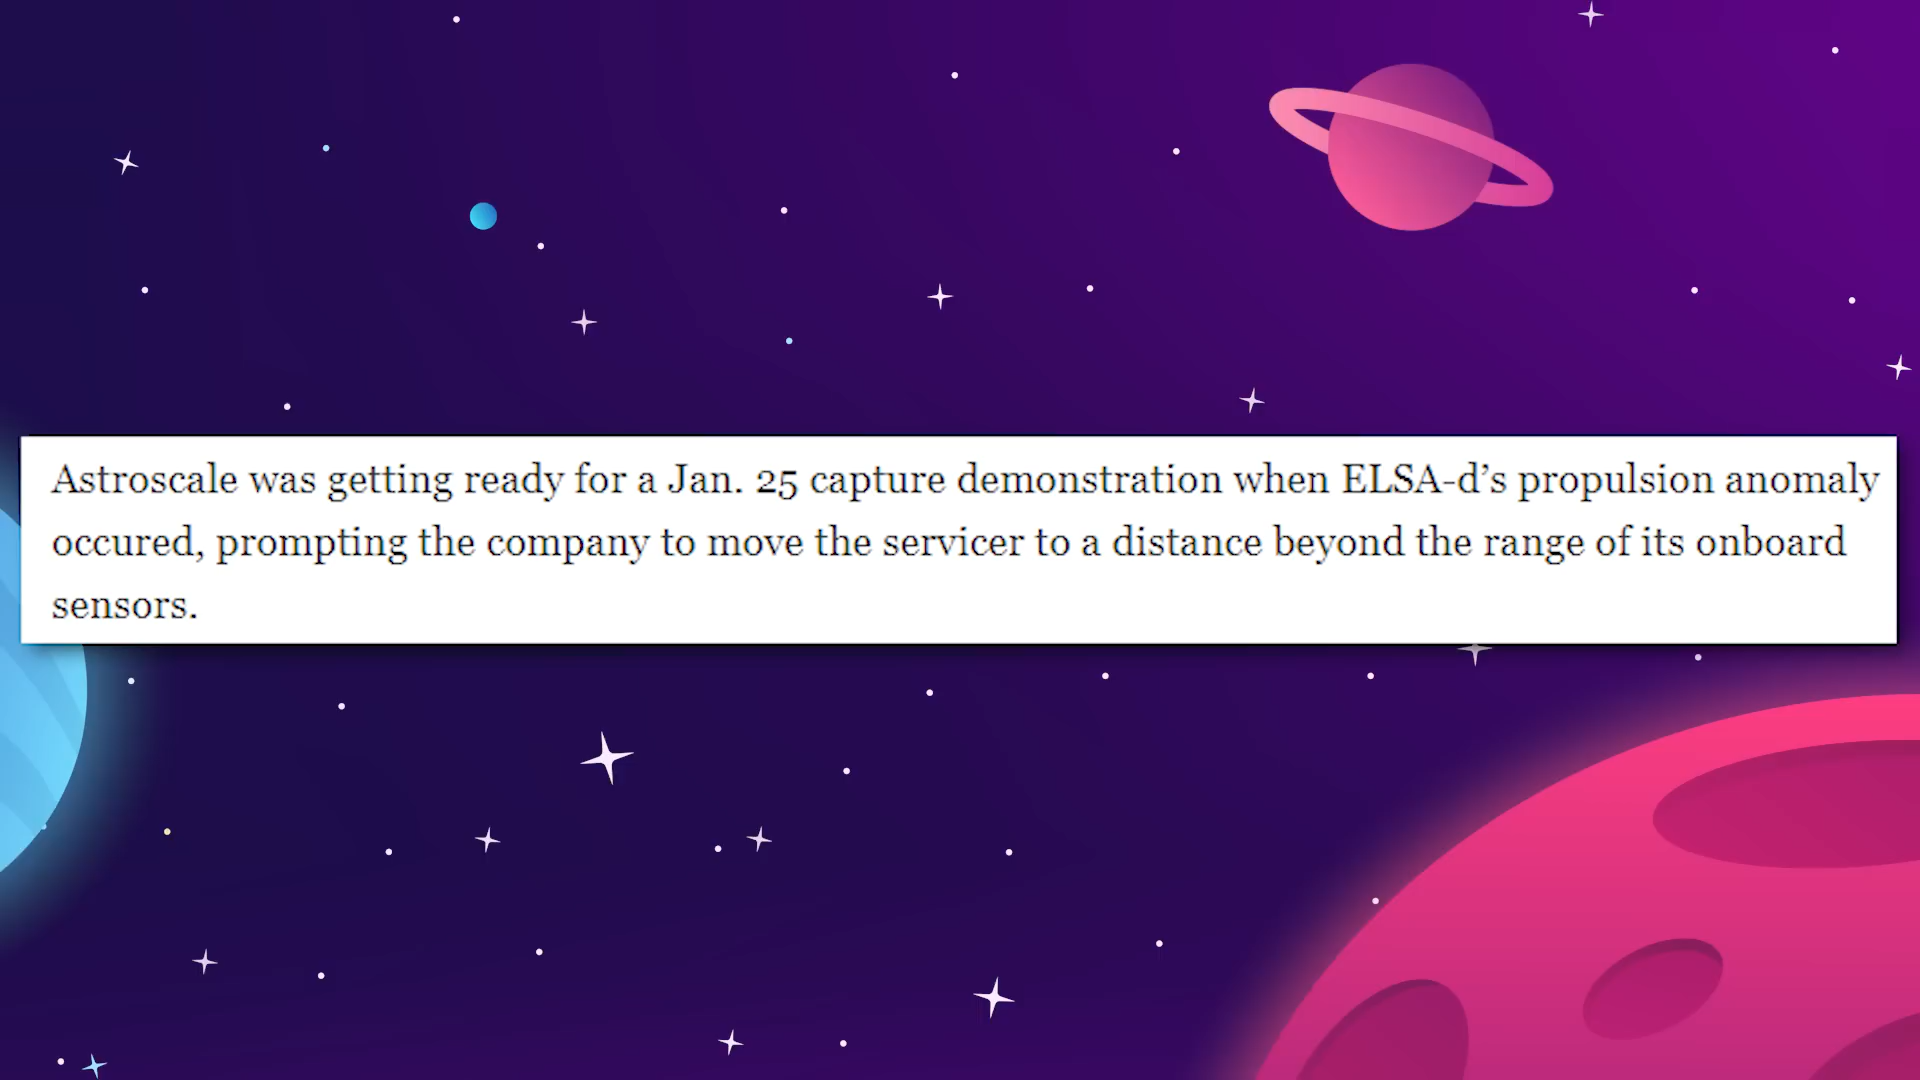 Astroscale was getting ready for a Jan. 25 capture demonstration when ELSA-d’s propulsion anomaly
occured, prompting the company to move the servicer to a distance beyond the range of its onboard
sensors.